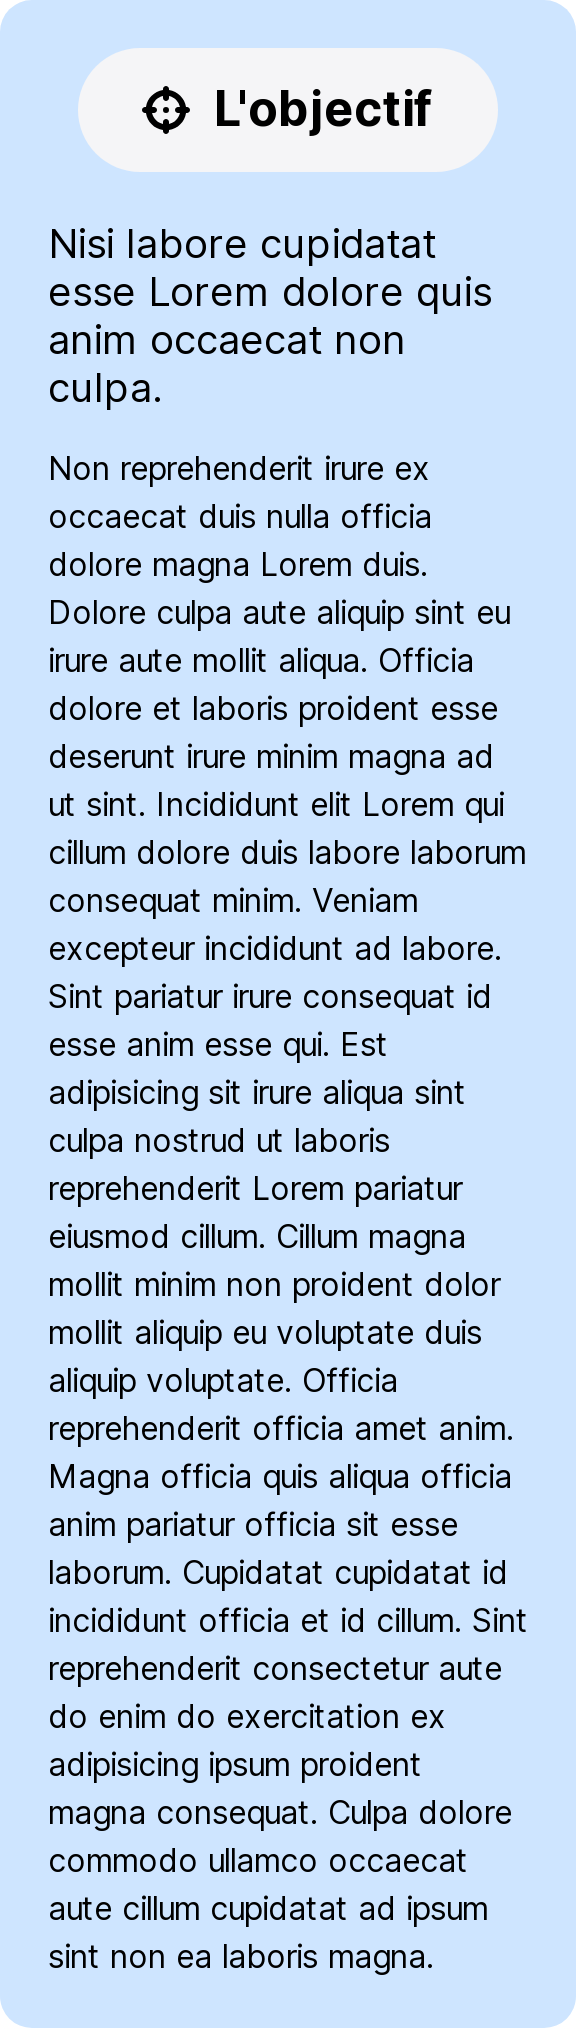 L'objectif
Nisi labore cupidatat
esse Lorem dolore quis
anim occaecat non
culpa.
Non reprehenderit irure ex
occaecat duis nulla officia
dolore magna Lorem duis.
Dolore culpa aute aliquip sint eu
irure aute mollit aliqua. Officia
dolore et laboris proident esse
deserunt irure minim magna ad
ut sint. Incididunt elit Lorem qui
cillum dolore duis labore laborum
consequat minim. Veniam
excepteur incididunt ad labore.
Sint pariatur irure consequat id
esse anim esse qui. Est
adipisicing sit irure aliqua sint
culpa nostrud ut laboris
reprehenderit Lorem pariatur
eiusmod cillum. Cillum magna
mollit minim non proident dolor
mollit aliquip eu voluptate duis
aliquip voluptate. Officia
reprehenderit officia amet anim.
Magna officia quis aliqua officia
anim pariatur officia sit esse
laborum. Cupidatat cupidatat id
incididunt officia et id cillum. Sint
reprehenderit consectetur aute
do enim do exercitation ex
adipisicing ipsum proident
magna consequat. Culpa dolore
commodo ullamco occaecat
aute cillum cupidatat ad ipsum
sint non ea laboris magna.